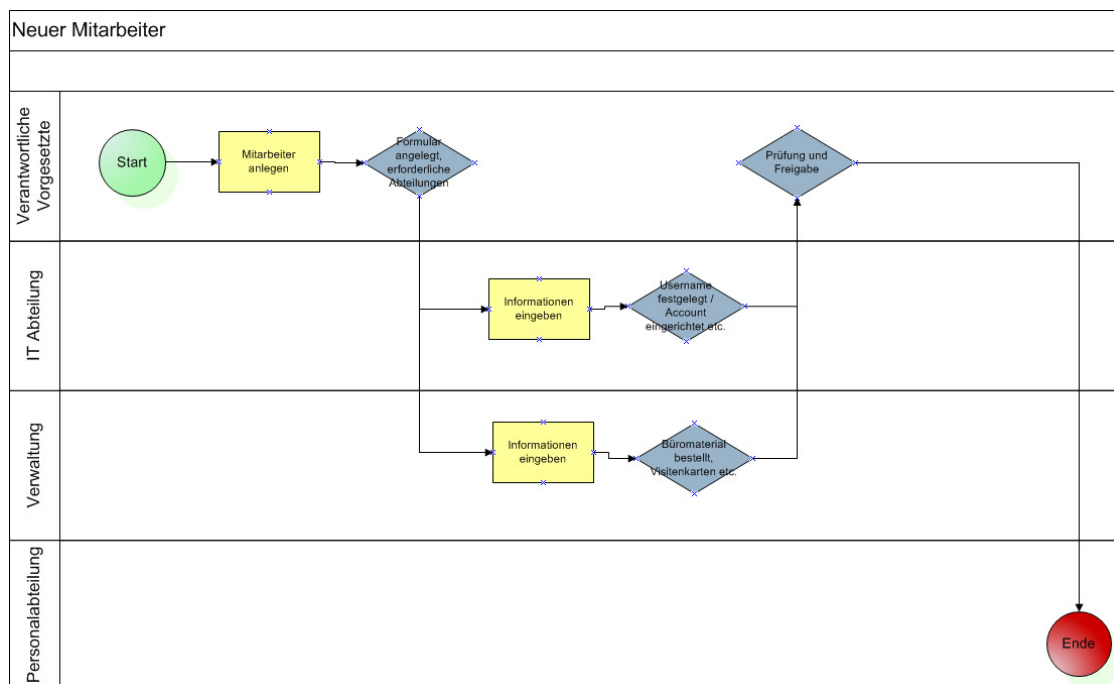 Neuer Mitarbeiter
Verantwortliche
Vorgesetzte
Start
Mitarbeiter
anlegen
Formular
angelegt,
erforderliche
Abteilungen
Prüfung und
Freigabe
IT Abteilung
Informationen
eingeben
Username
festgelegt /
Account
eingerichtet etc.
Verwaltung
Informationen
eingeben
Büromaterial
bestellt,
Visitenkarten etc.
Personalabteilung
Ende